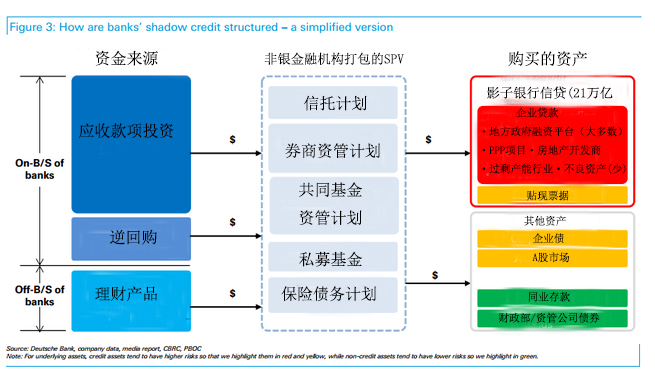 Figure 3: How are banks' shadow credit structured – a simplified version
资金来源
非银金融机构打包的SPV
购买的资产
On-B/S of
banks
Off-B/S of
banks
应收款项投资
逆回购
理财产品
$
$
$
信托计划
券商资管计划
共同基金
资管计划
私募基金
保险债务计划
$
$
影子银行信贷(21万亿
企业贷款
·地方政府融资平台（大多数）
·PPP项目·房地产开发商
·过剩产能行业·不良资产(少)
贴现票据
其他资产
企业债
A股市场
同业存款
财政部/资管公司债券
Source: Deutsche Bank, company data, media report, CBRC, PBOC
Note: For underlying assets, credit assets tend to have higher risks so that we highlight them in red and yellow, while non-credit assets tend to have lower risks so we highlight in green.